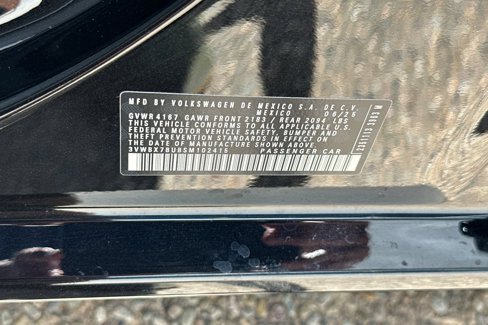 MFD BY VOLKSWAGEN DE MEXICO S.A. DE C.V.
MEXICO 06/25
GVWR 4167 GAWR FRONT 2183 / REAR 2094 LBS
THIS VEHICLE CONFORMS TO ALL APPLICABLE
FEDERAL MOTOR VEHICLE SAFETY, BUMPER AND
THEFT PREVENTION STANDARDS IN EFFECT ON
THE DATE OF MANUFACTURE SHOWN ABOVE.
3VWBX7BU8SM102415 PASSENGER CAR